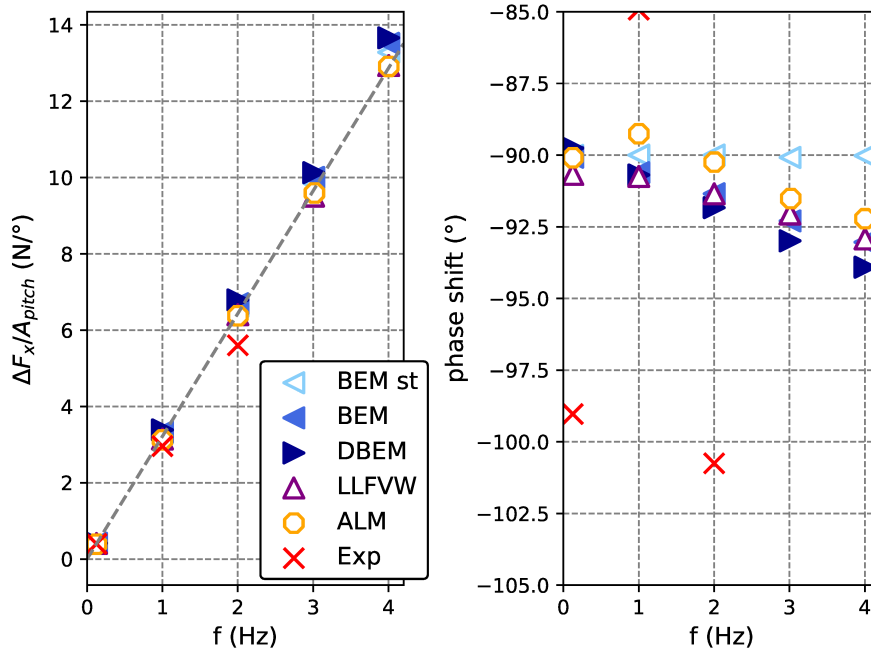 14
12
10
8
6
4
2
0
ΔFx/Apitch (N/°)
0 1 2 3 4
f (Hz)
BEM st
BEM
DBEM
LLFVW
ALM
Exp
−85.0
−87.5
−90.0
−92.5
−95.0
−97.5
−100.0
−102.5
−105.0
phase shift (°)
0 1 2 3 4
f (Hz)